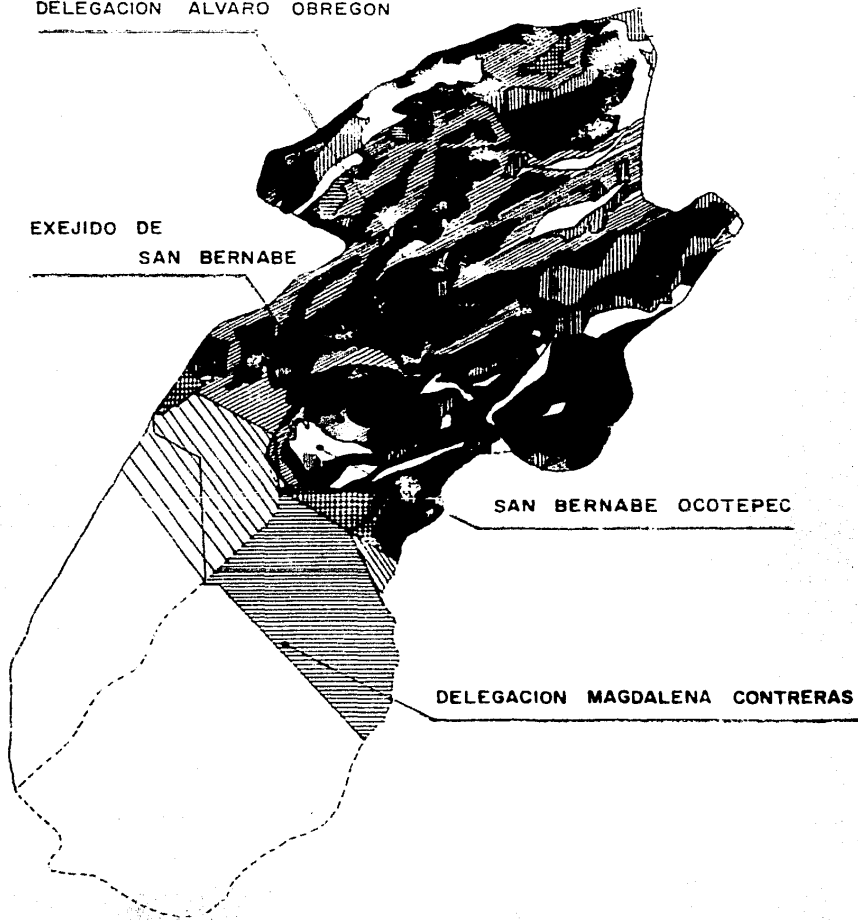 DELEGACION ALVARO OBREGON
EXEJIDO DE
SAN BERNABE
SAN BERNABE OCOTEPEC
DELEGACION MAGDALENA CONTRERAS